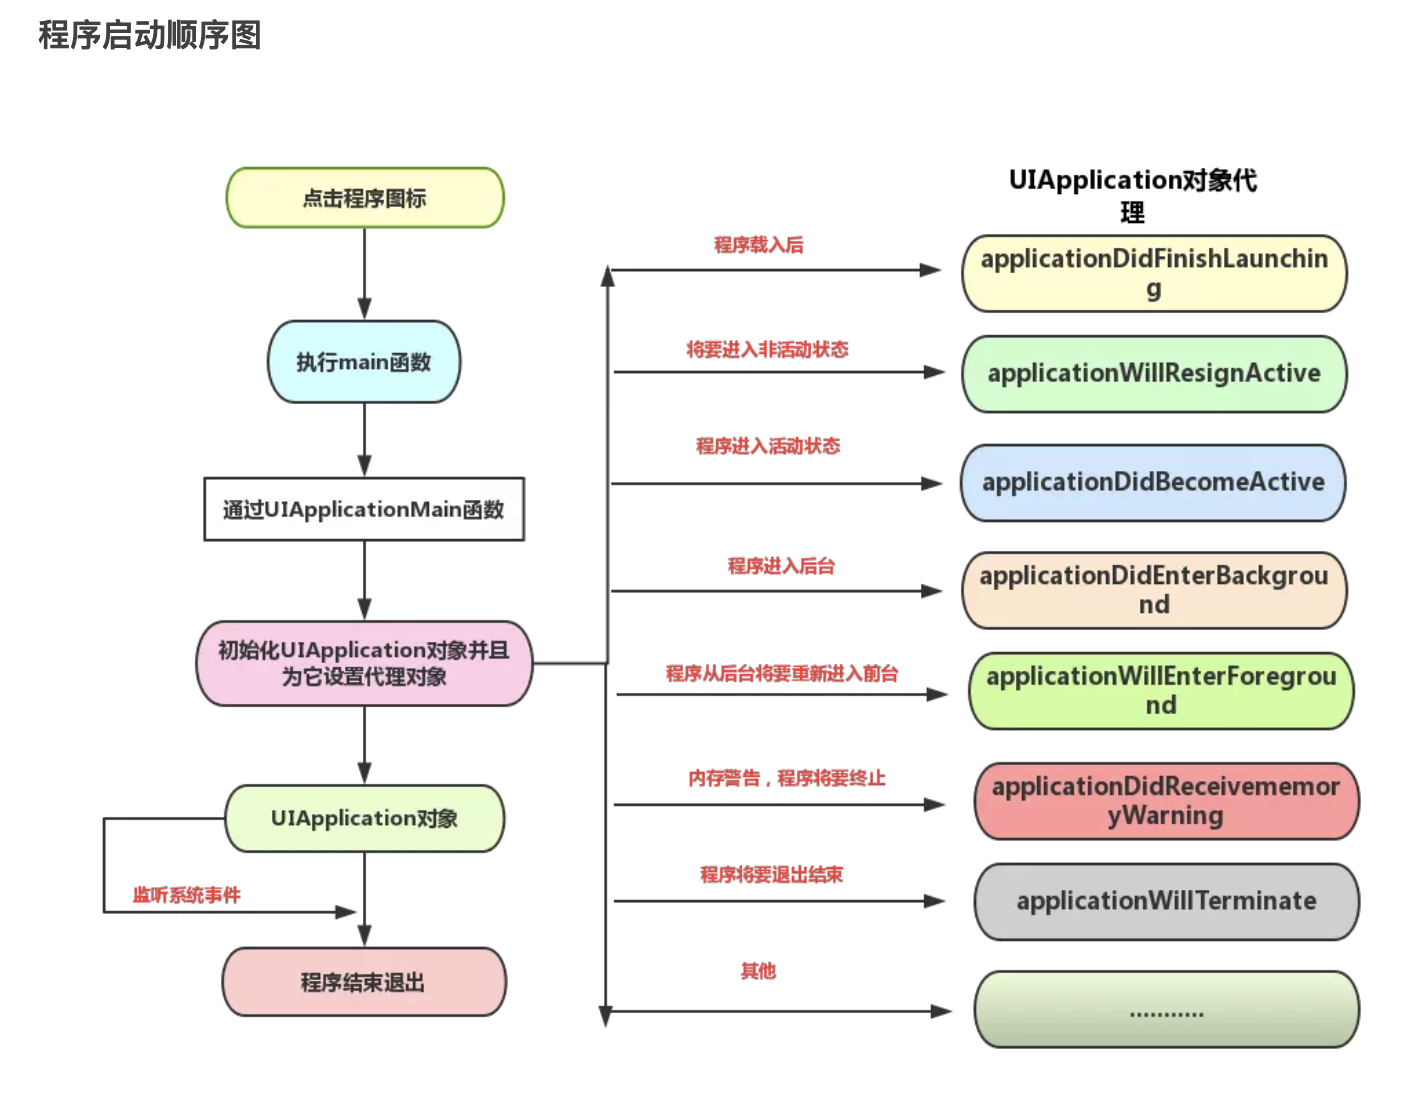 程序启动顺序图
点击程序图标
执行main函数
通过UIApplicationMain函数
初始化UIApplication对象并且
为它设置代理对象
UIApplication对象
监听系统事件
程序结束退出
UIApplication对象代
理
程序载入后
applicationDidFinishLaunchin
g
将要进入非活动状态
applicationWillResignActive
程序进入活动状态
applicationDidBecomeActive
程序进入后台
applicationDidEnterBackgrou
nd
程序从后台将要重新进入前台
applicationWillEnterForegrou
nd
内存警告，程序将要终止
applicationDidReceivememor
yWarning
程序将要退出结束
applicationWillTerminate
其他
...........